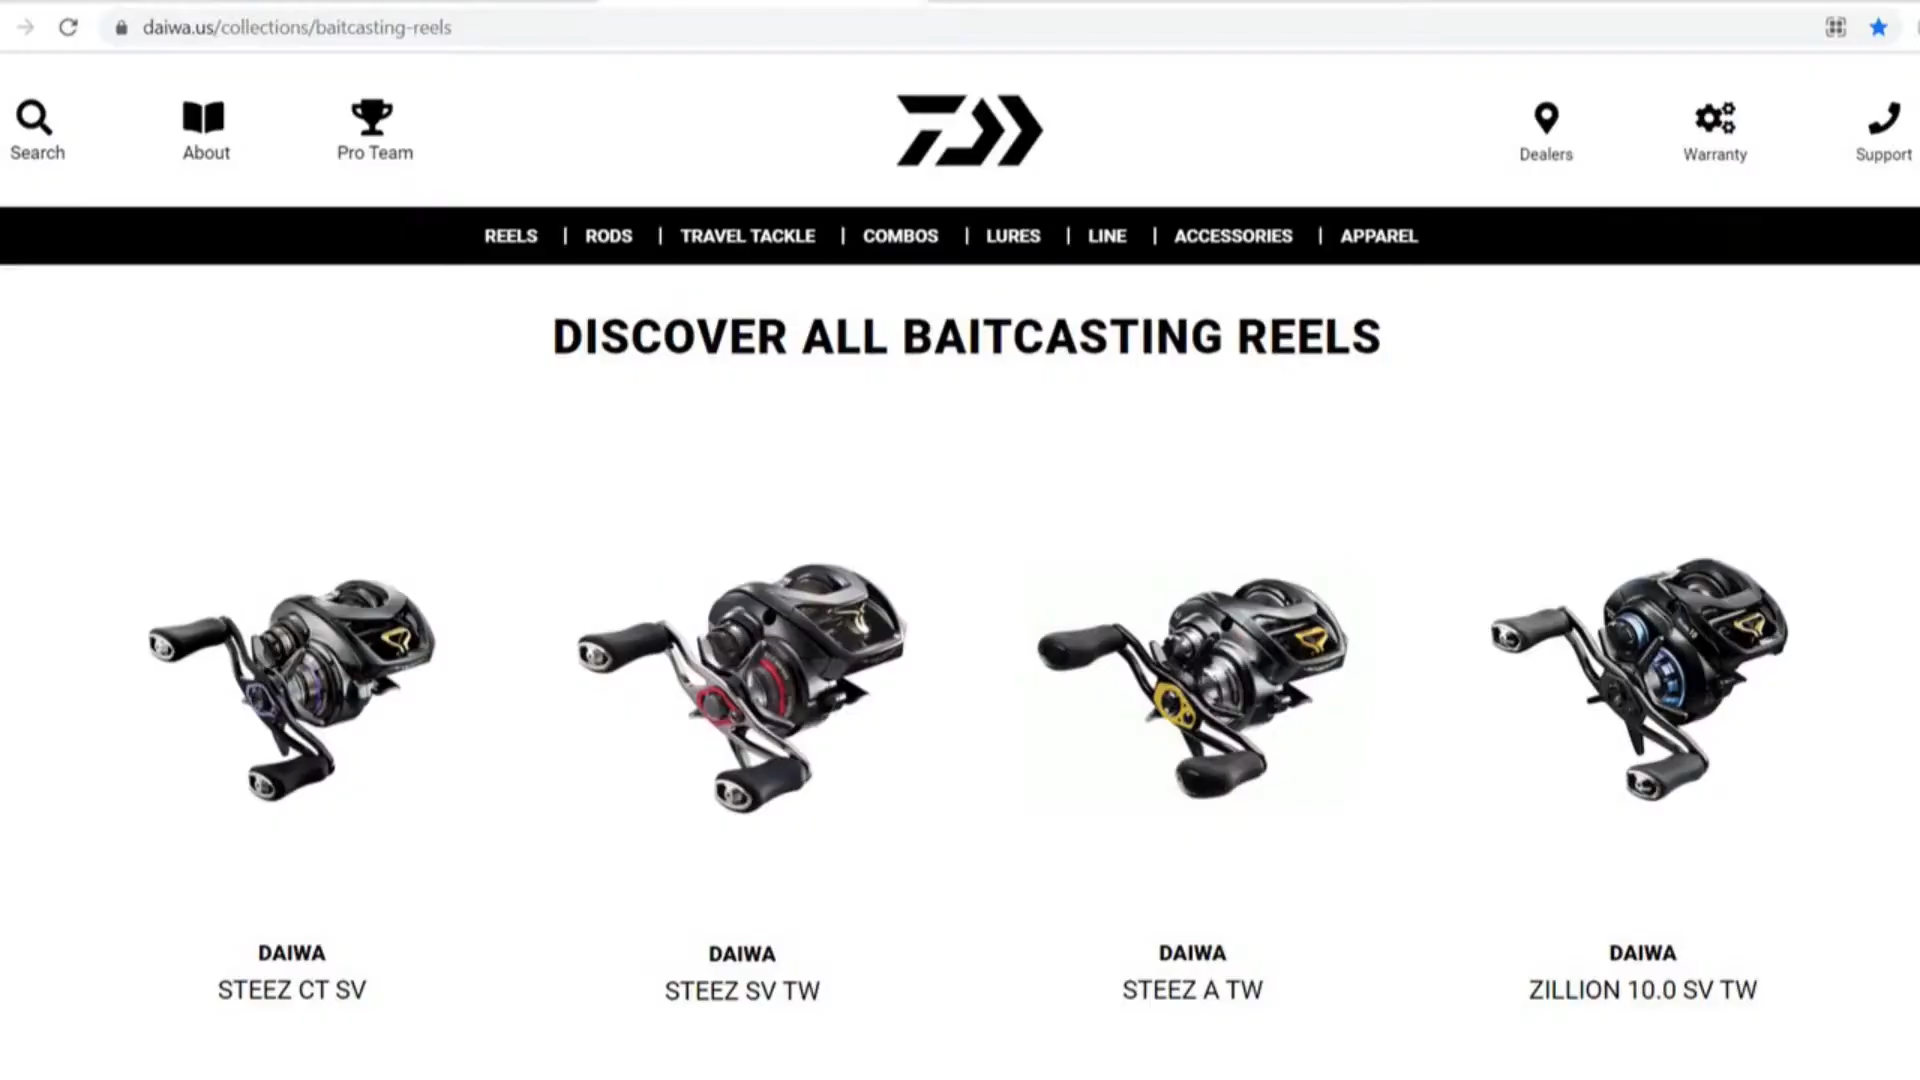 daiwa.us/collections/baitcasting-reels
Search
About
Pro Team
Dealers
Warranty
Support
REELS | RODS | TRAVEL TACKLE | COMBOS | LURES | LINE | ACCESSORIES | APPAREL
DISCOVER ALL BAITCASTING REELS
DAIWA
STEEZ CT SV
DAIWA
STEEZ SV TW
DAIWA
STEEZ A TW
DAIWA
ZILLION 10.0 SV TW